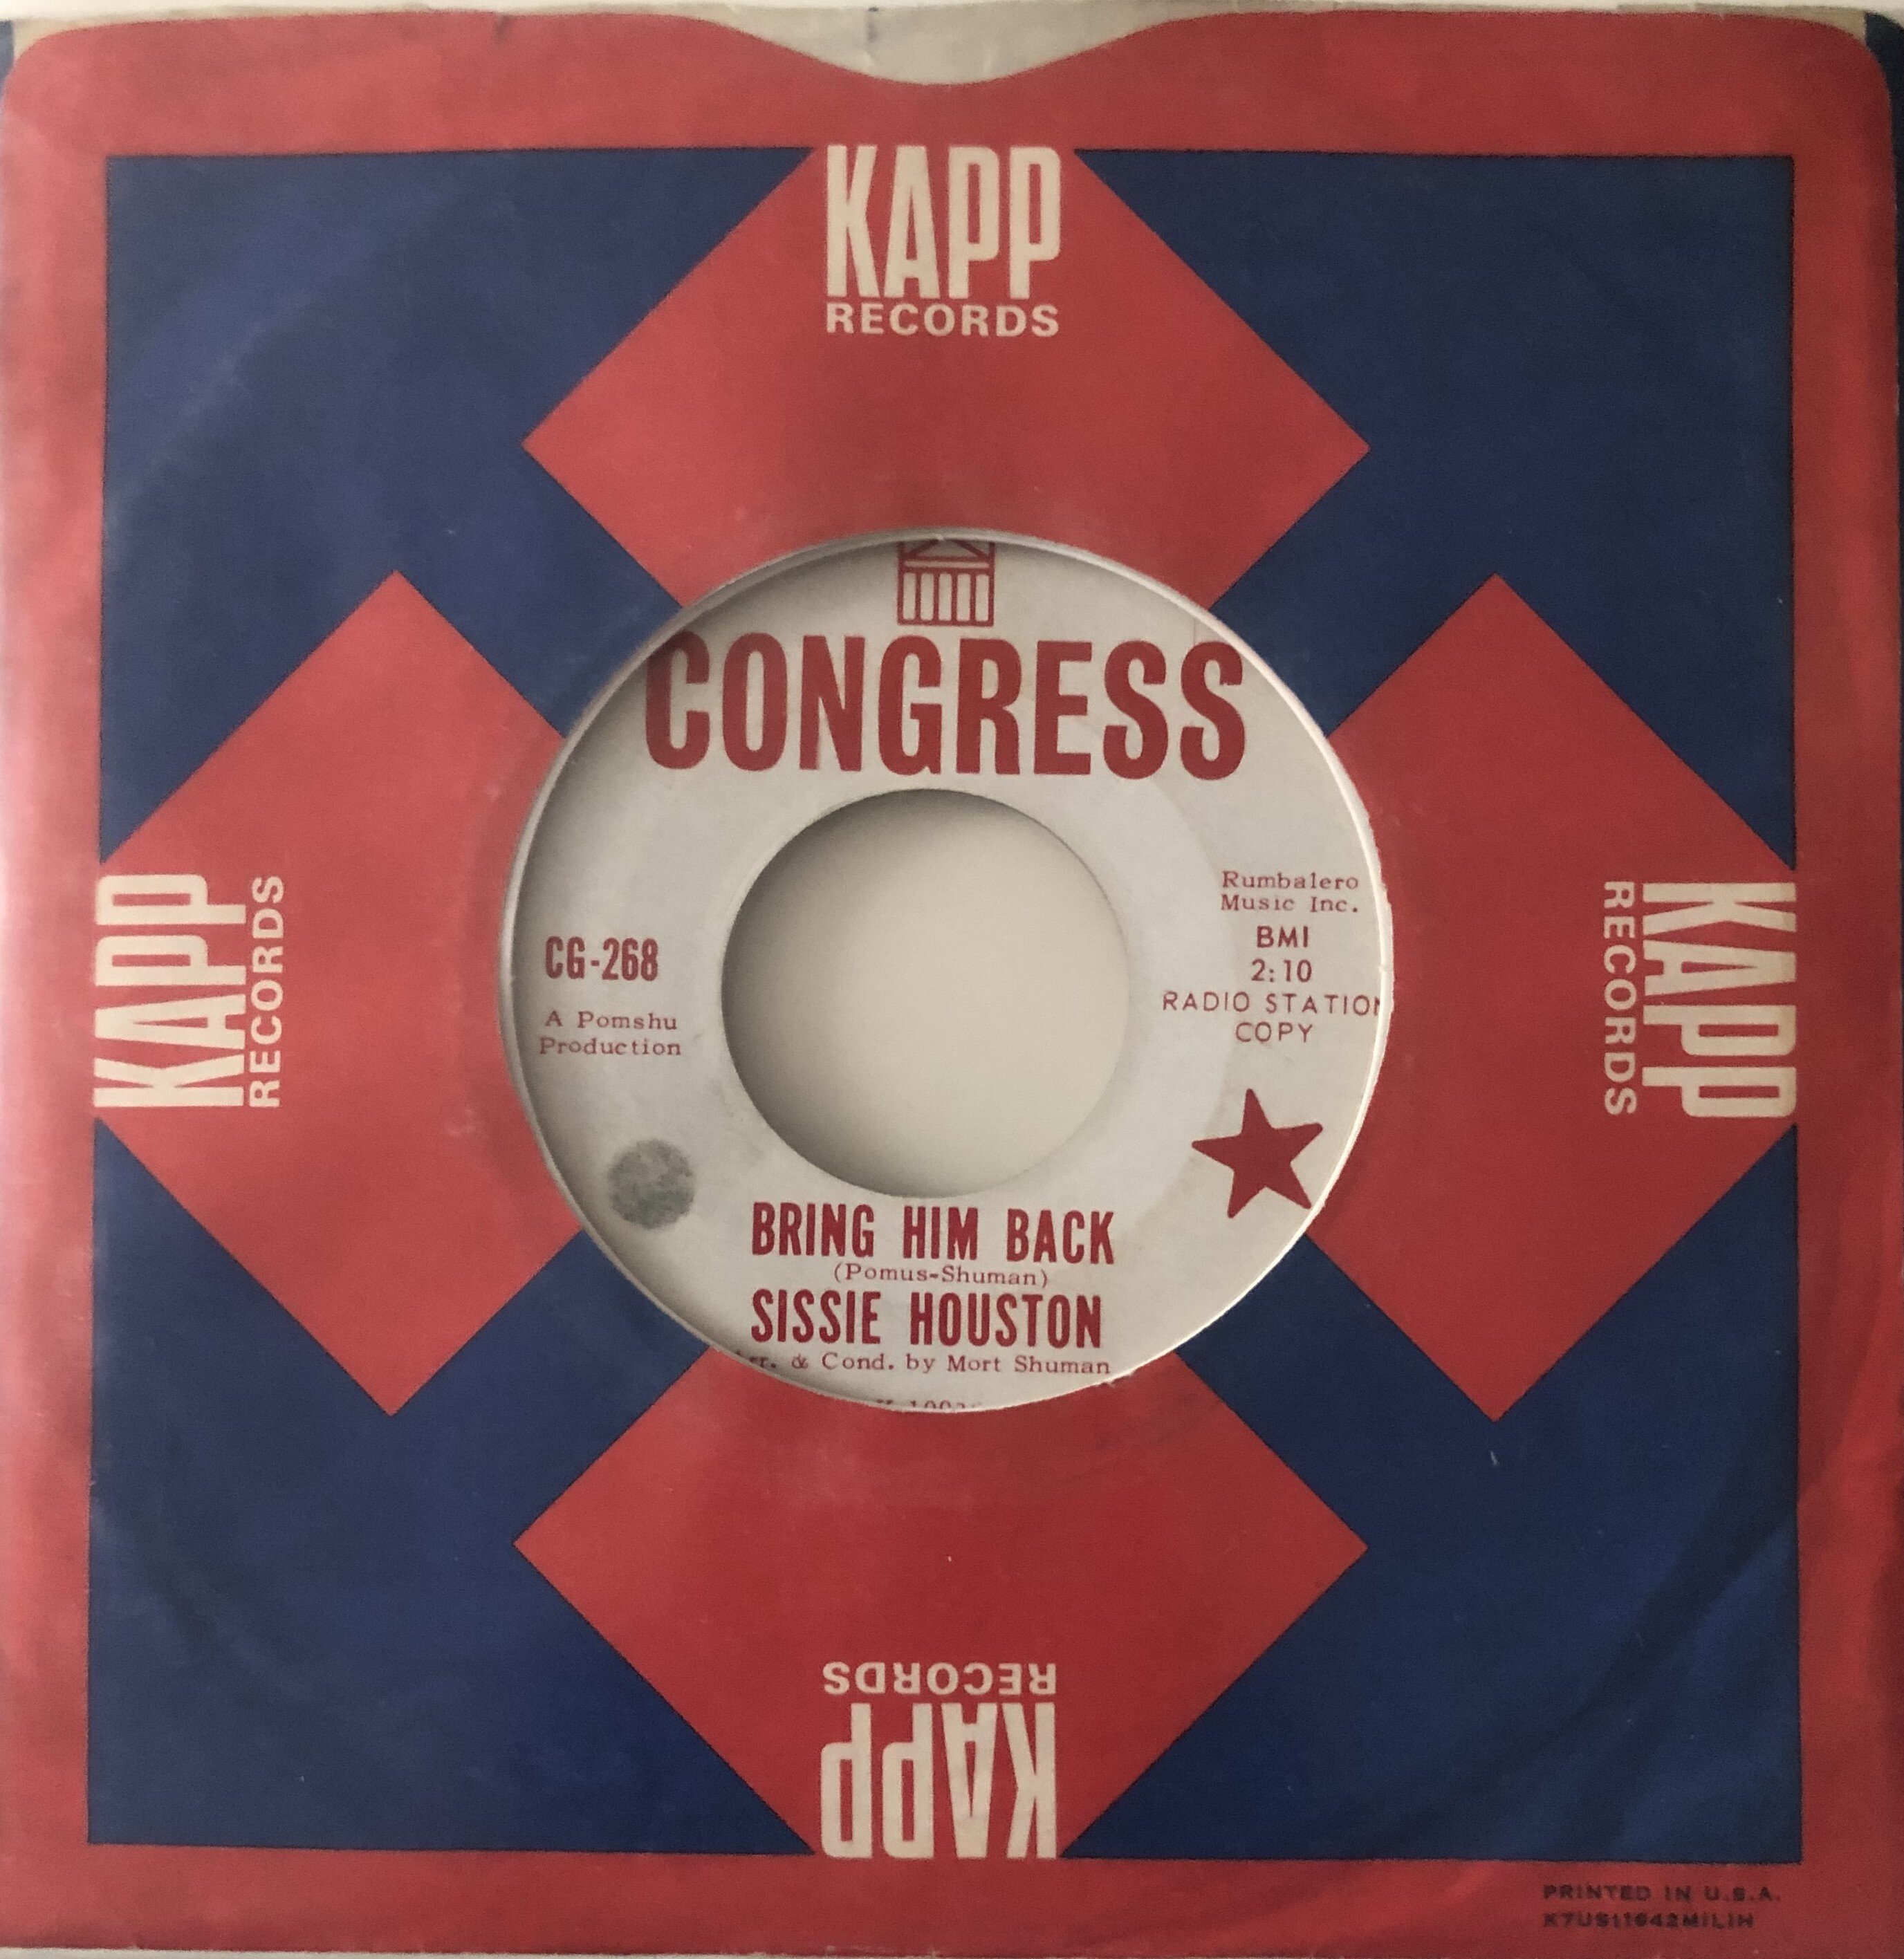 KAPP
RECORDS
CONGRESS
KAPP
RECORDS
CG-268
A Pomshu
Production
Rumbalero
Music Inc.
BMI
2:10
RADIO STATION
COPY
KAPP
RECORDS
BRING HIM BACK
(Pomus-Shuman)
SISSIE HOUSTON
& Cond. by Mort Shuman
KAPP
RECORDS
PRINTED IN U.S.A.